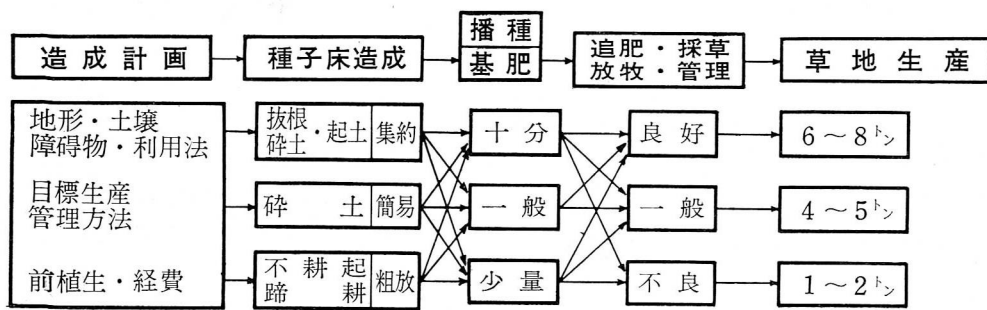 造成計画
種子床造成
播種
基肥
追肥・採草
放牧・管理
草地生産
地形・土壌
障碍物・利用法
目標生産
管理方法
前植生・経費
抜根
砕土・起土
集約
砕土
簡易
不耕起
蹄耕
粗放
十分
一般
少量
良好
一般
不良
6～8トン
4～5トン
1～2トン